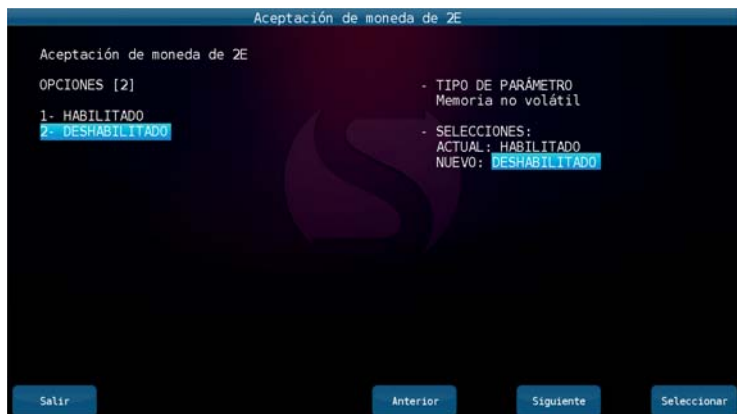 Aceptación de moneda de 2E
Aceptación de moneda de 2E
OPCIONES [2]
1- HABILITADO
2- DESHABILITADO
- TIPO DE PARÁMETRO
Memoria no volátil
- SELECCIONES:
ACTUAL: HABILITADO
NUEVO: DESHABILITADO
Salir
Anterior
Siguiente
Seleccionar